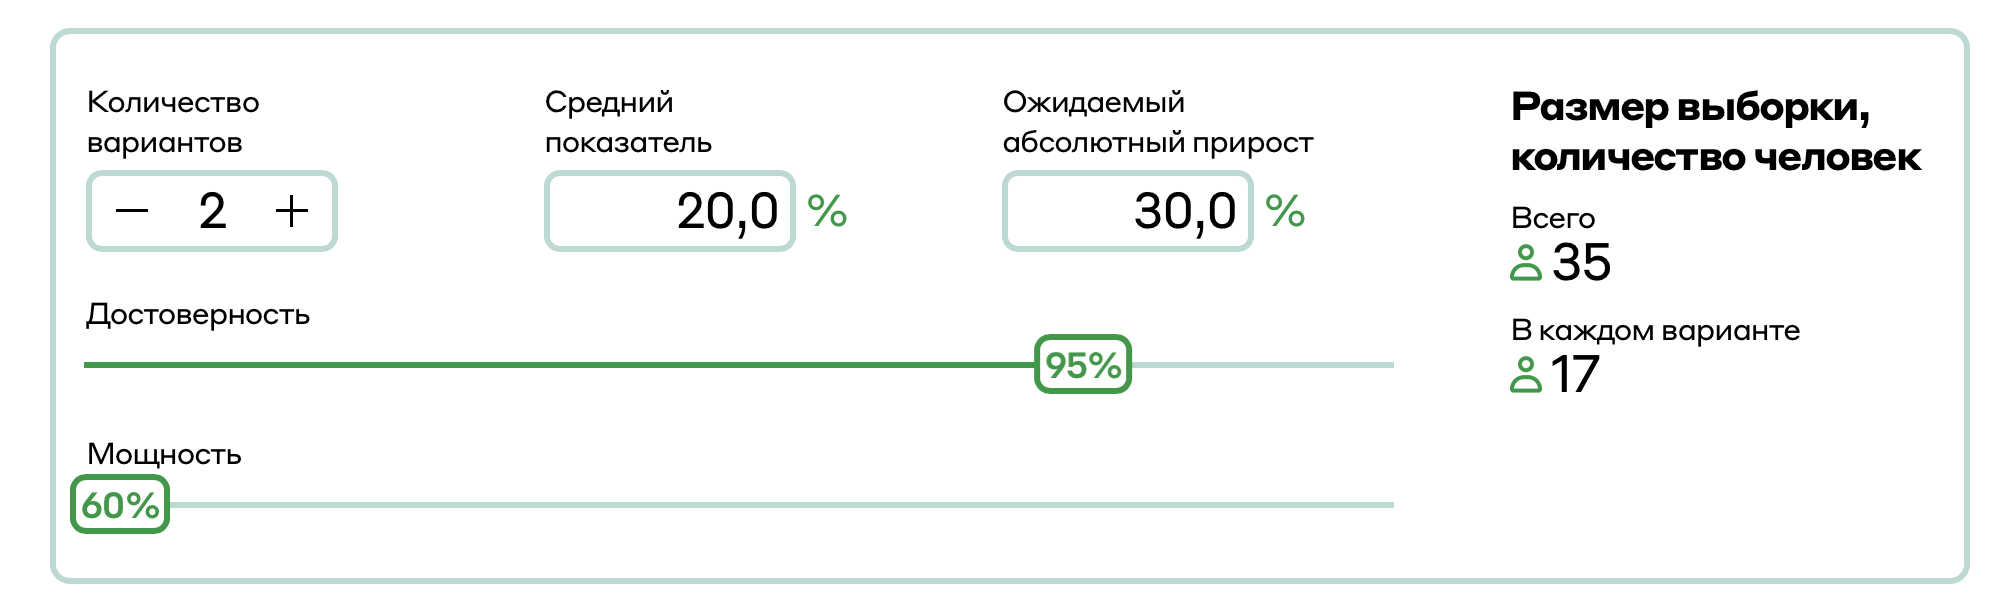 Количество
вариантов
— 2 +
Средний
показатель
20,0 %
Ожидаемый
абсолютный прирост
30,0 %
Достоверность
95%
Мощность
60%
Размер выборки,
количество человек
Всего
35
В каждом варианте
17